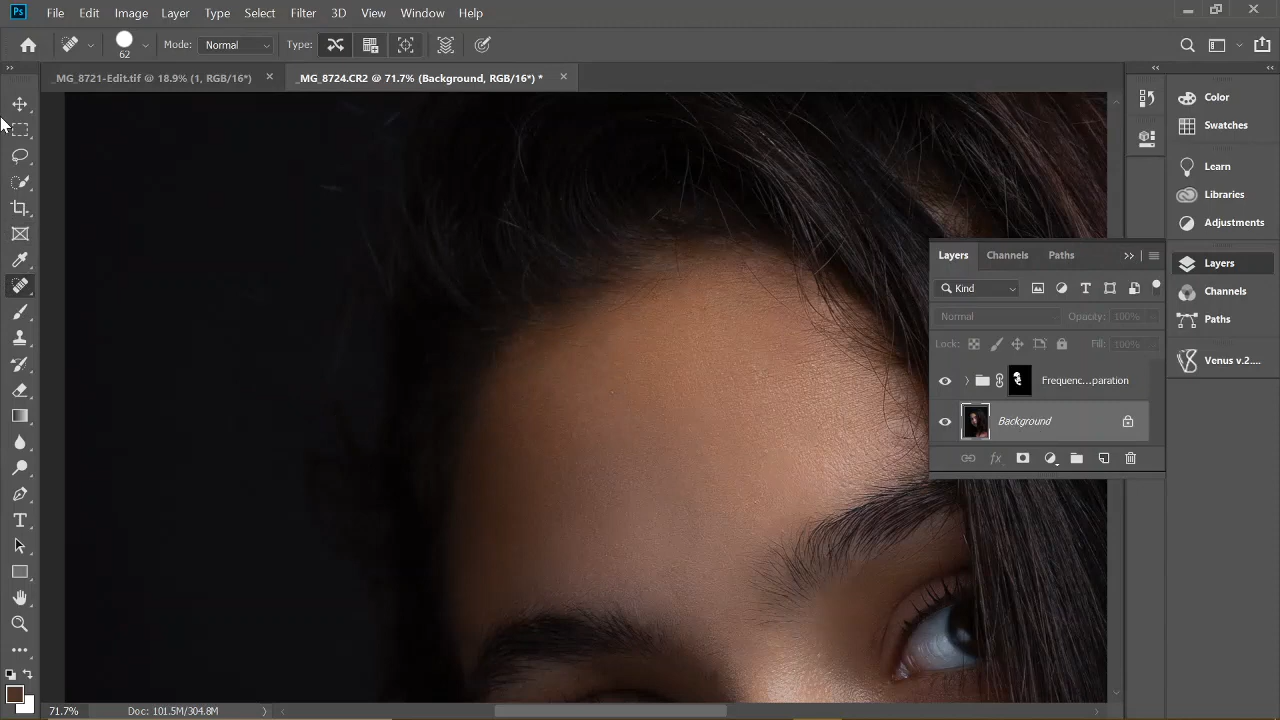 Ps File Edit Image Layer Type Select Filter 3D View Window Help
62 Mode: Normal Type:
_MG_8721-Edit.tif @ 18.9% (1, RGB/16*) _MG_8724.CR2 @ 71.7% (Background, RGB/16*) *
Color
Swatches
Learn
Libraries
Adjustments
Layers
Channels
Paths
Venus v.2....
Layers Channels Paths
Kind
Normal Opacity: 100%
Lock: Fill: 100%
Frequenc...paration
Background
fx
T
71.7% Doc: 101.5M/304.8M